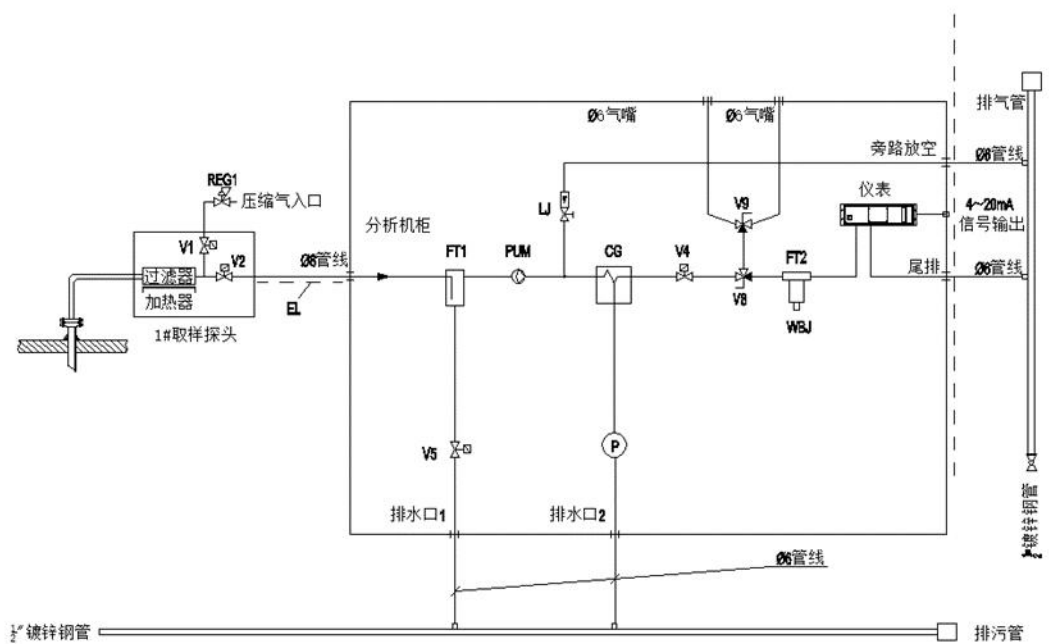 排气管
Ø6气嘴
Ø6气嘴
旁路放空
Ø6管线
REG1
压缩气入口
仪表
LJ
V9
4~20mA
信号输出
V1
V2
Ø8管线
分析机柜
FT1
PUM
CG
V4
FT2
尾排
Ø6管线
过滤器
加热器
EL
V8
WBJ
1#取样探头
V5
P
排水口1
排水口2
镀锌钢管
Ø6管线
1/2"镀锌钢管
排污管